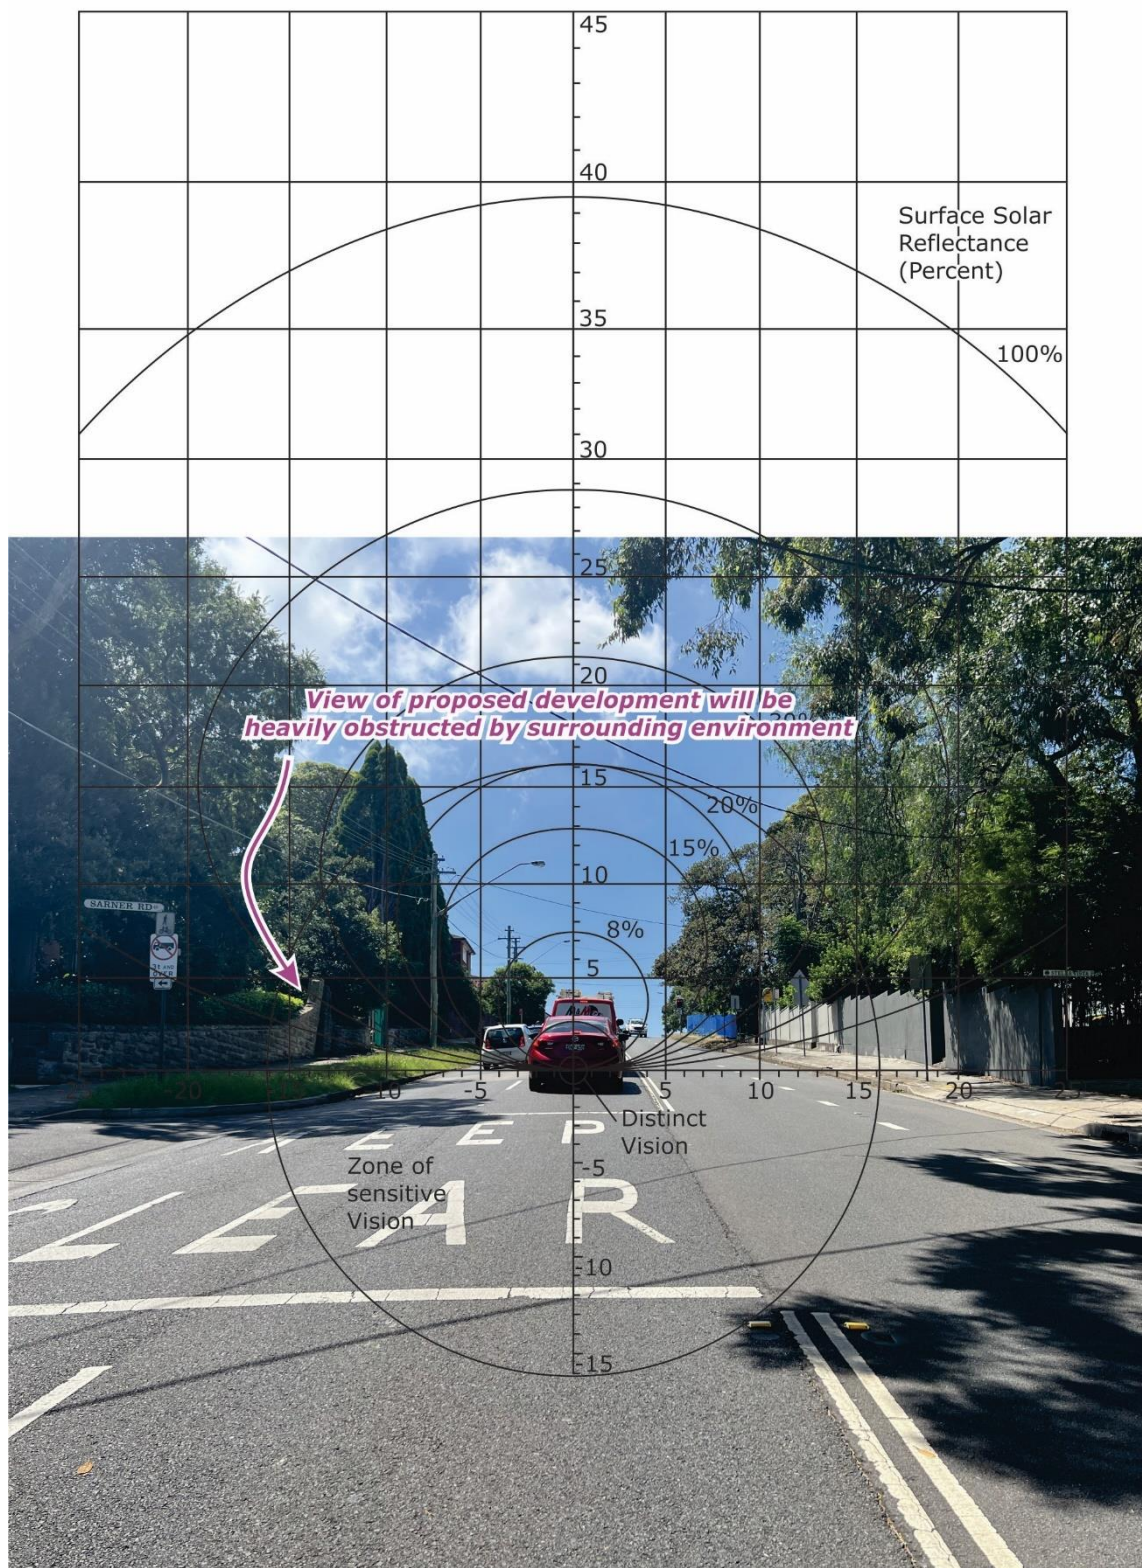 45
40
Surface Solar
Reflectance
(Percent)
35
100%
30
25
20
View of proposed development will be
heavily obstructed by surrounding environment
15
20%
15%
10
8%
SARNER RD
5
20
10
-5
5
10
15
20
Distinct
Vision
E E P
-5
Zone of
sensitive
Vision
A R
-10
-15